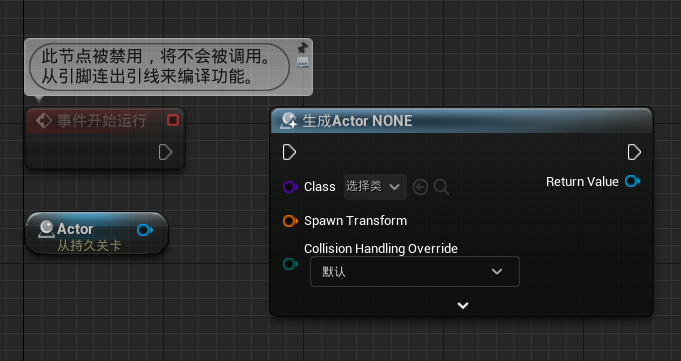 此节点被禁用，将不会被调用。
从引脚连出引线来编译功能。
事件开始运行
生成Actor NONE
Class 选择类
Return Value
Spawn Transform
Actor
从持久关卡
Collision Handling Override
默认